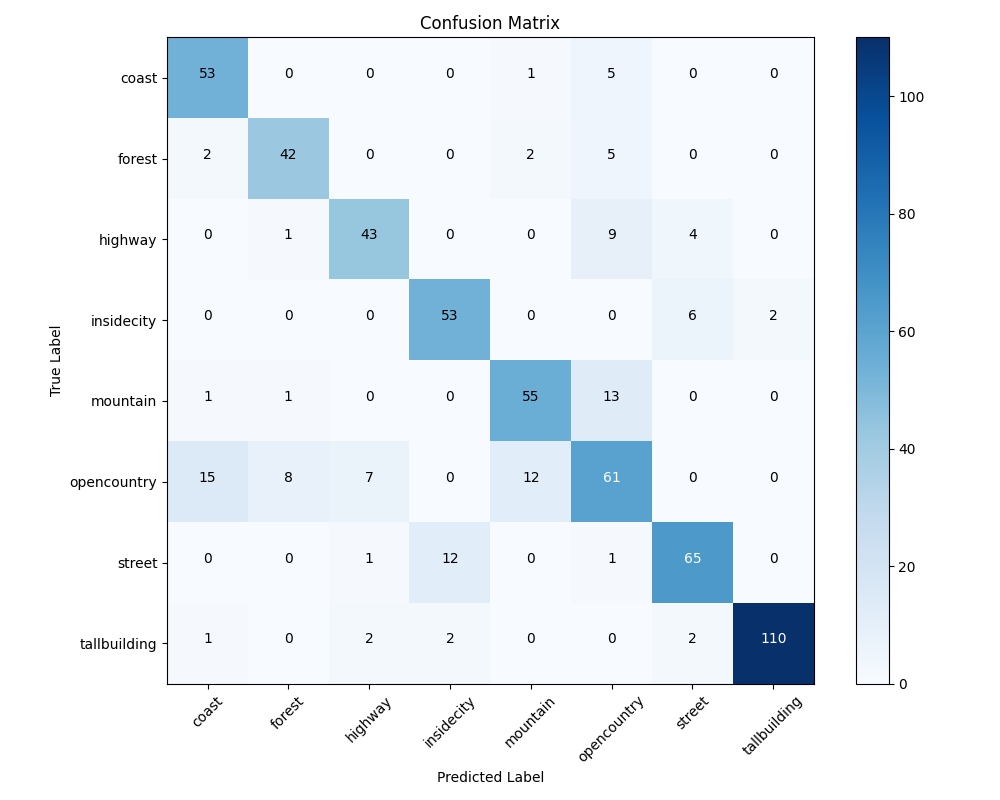 Confusion Matrix
True Label
coast 53 0 0 0 1 5 0 0
forest 2 42 0 0 2 5 0 0
highway 0 1 43 0 0 9 4 0
insidecity 0 0 0 53 0 0 6 2
mountain 1 1 0 0 55 13 0 0
opencountry 15 8 7 0 12 61 0 0
street 0 0 1 12 0 1 65 0
tallbuilding 1 0 2 2 0 0 2 110
coast forest highway insidecity mountain opencountry street tallbuilding
Predicted Label
100
80
60
40
20
0